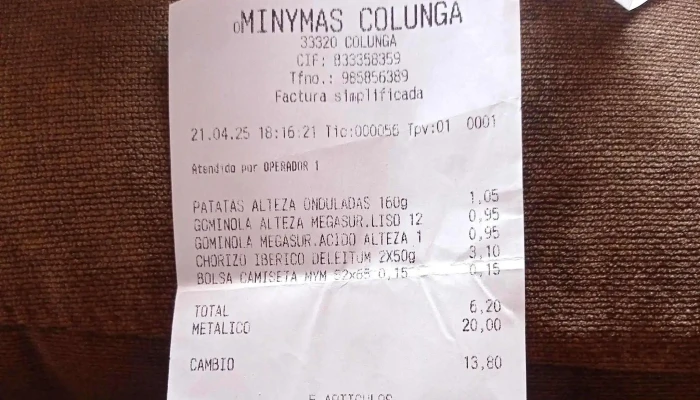 MINYMAS COLUNGA
33320 COLUNGA
CIF: B33358359
Tfno.: 985856389
Factura simplificada
21.04.25 18:16:21 Tic:000056 Tpv:01 0001
Atendido por OPERADOR 1
PATATAS ALTEZA ONDULADAS 160g 1,05
GOMINOLA ALTEZA MEGASUR.LISO 12 0,95
GOMINOLA MEGASUR.ACIDO ALTEZA 1 0,95
CHORIZO IBERICO DELEITUM 2X50g 3,10
BOLSA CAMISETA MYM 52x65 0,15 0,15
TOTAL 6,20
METALICO 20,00
CAMBIO 13,80
5 ARTICULOS